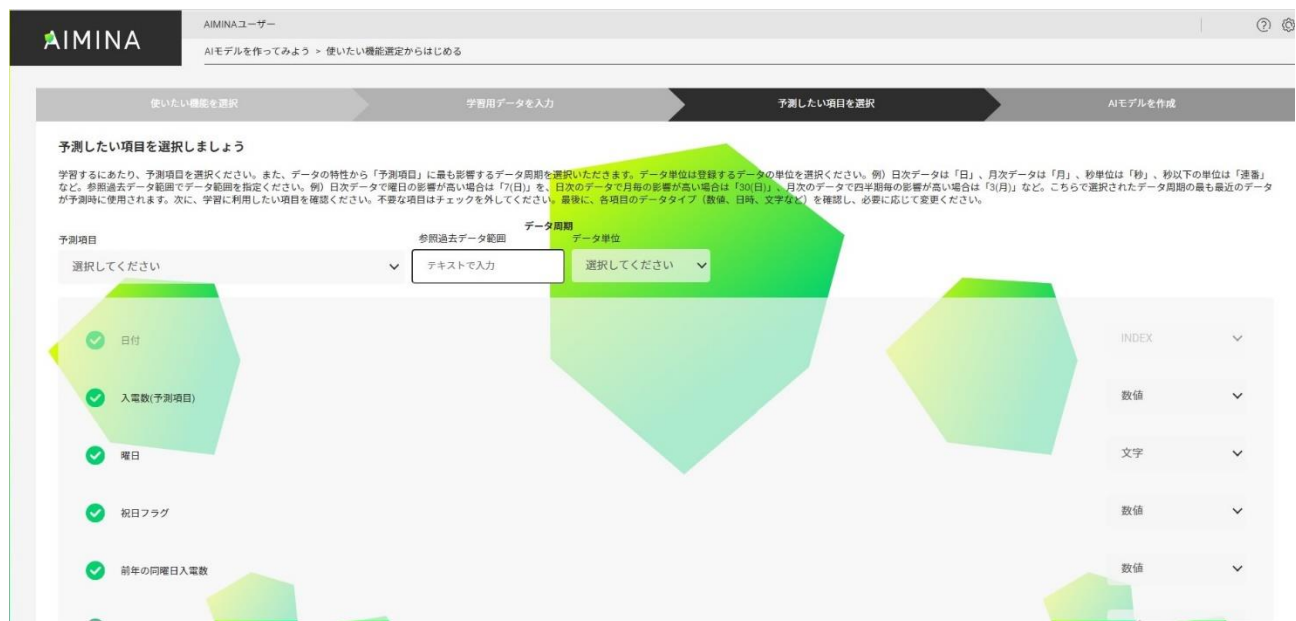 AIMINA
AIMINAユーザー
AIモデルを作ってみよう > 使いたい機能選定からはじめる
使いたい機能を選択
学習用データを入力
予測したい項目を選択
AIモデルを作成
予測したい項目を選択しましょう
学習するにあたり、予測項目を選択ください。また、データの特性から「予測項目」に最も影響するデータ周期を選択いただきます。データ単位は登録するデータの単位を選択ください。例）日次データは「日」、月次データは「月」、秒単位は「秒」、秒以下の単位は「連番」
など。参照過去データ範囲でデータ範囲を指定ください。例）日次データで曜日の影響が高い場合は「7(日)」を、日次のデータで月毎の影響が高い場合は「30(日)」、月次のデータで四半期毎の影響が高い場合は「3(月)」など。こちらで選択されたデータ周期の最も最近のデータ
が予測時に使用されます。次に、学習に利用したい項目を確認ください。不要な項目はチェックを外してください。最後に、各項目のデータタイプ（数値、日時、文字など）を確認し、必要に応じて変更ください。
データ周期
予測項目
参照過去データ範囲
データ単位
選択してください
テキストで入力
選択してください
日付
INDEX
入電数(予測項目)
数値
曜日
文字
祝日フラグ
数値
前年の同曜日入電数
数値